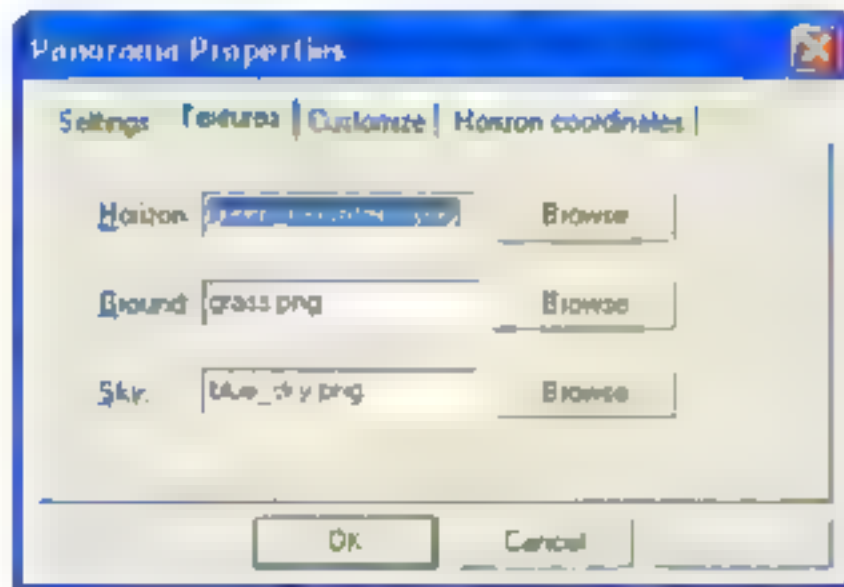 Panorama Properties
Settings Textures Customize Horizon coordinates
Horizon Browse
Ground grass.png Browse
Sky: blue_sky.png Browse
OK Cancel